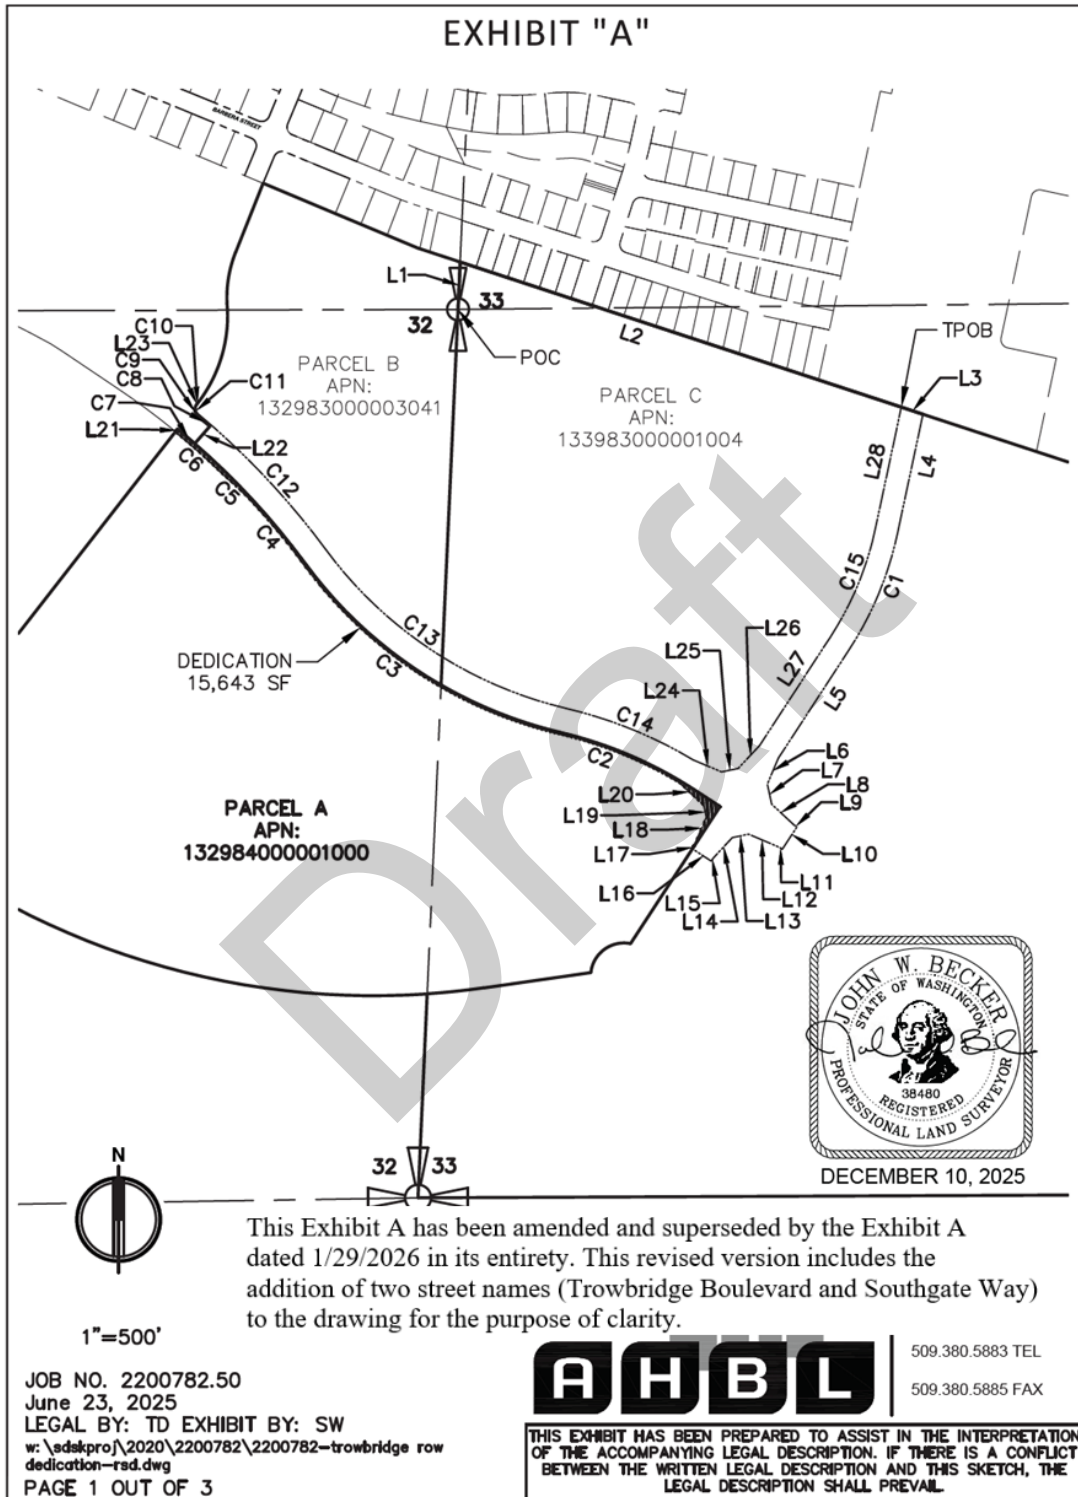 EXHIBIT "A"
BARBERA STREET
L1
33
32
POC
L2
TPOB
L3
C10
L23
C9
C8
C11
C7
L21
L22
PARCEL B
APN:
132983000003041
PARCEL C
APN:
133983000001004
C6
C5
C12
C4
L28
L4
C15
C1
C13
C3
DEDICATION
15,643 SF
L26
L25
L24
L27
L5
C14
C2
L6
L7
L8
L9
L10
L11
L12
L13
L14
L15
L16
L17
L18
L19
L20
PARCEL A
APN:
132984000001000
Draft
JOHN W. BECKER
STATE OF WASHINGTON
38480
REGISTERED
PROFESSIONAL LAND SURVEYOR
DECEMBER 10, 2025
32
33
N
This Exhibit A has been amended and superseded by the Exhibit A
dated 1/29/2026 in its entirety. This revised version includes the
addition of two street names (Trowbridge Boulevard and Southgate Way)
to the drawing for the purpose of clarity.
1"=500'
JOB NO. 2200782.50
June 23, 2025
LEGAL BY: TD EXHIBIT BY: SW
w:\sdskproj\2020\2200782\2200782-trowbridge row
dedication-rsd.dwg
PAGE 1 OUT OF 3
AHBL
509.380.5883 TEL
509.380.5885 FAX
THIS EXHIBIT HAS BEEN PREPARED TO ASSIST IN THE INTERPRETATION
OF THE ACCOMPANYING LEGAL DESCRIPTION. IF THERE IS A CONFLICT
BETWEEN THE WRITTEN LEGAL DESCRIPTION AND THIS SKETCH, THE
LEGAL DESCRIPTION SHALL PREVAIL.